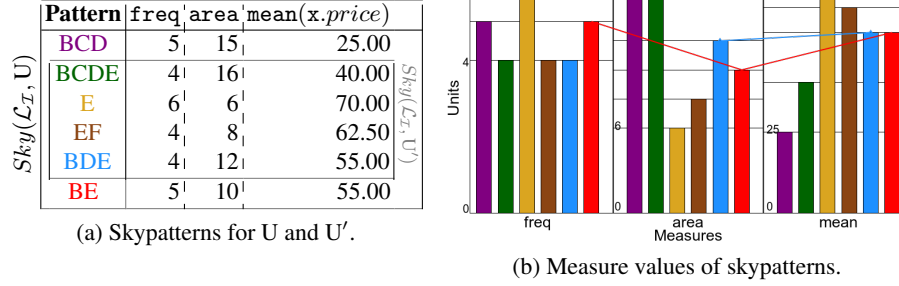 Pattern freq area mean(x.price)
BCD 5 15 25.00
BCDE 4 16 40.00
E 6 6 70.00
EF 4 8 62.50
BDE 4 12 55.00
BE 5 10 55.00
Sky(ℒ_ℐ, U)
Sky(ℒ_ℐ, U′)
(a) Skypatterns for U and U′.
Units
4
0
6
0
25
0
freq area mean
Measures
(b) Measure values of skypatterns.